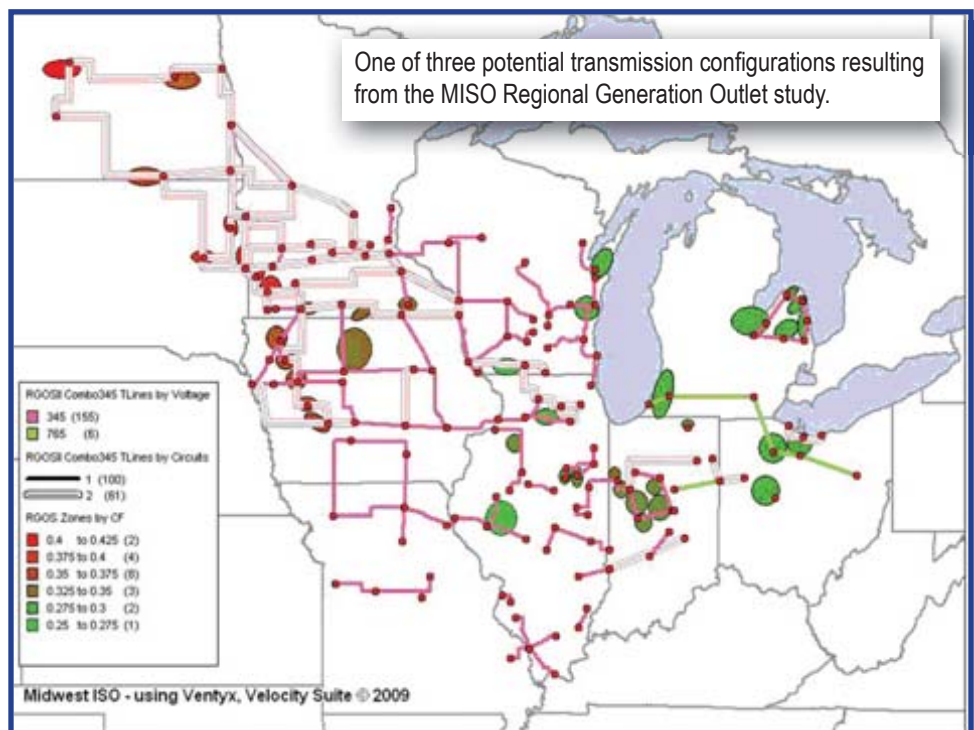 One of three potential transmission configurations resulting
from the MISO Regional Generation Outlet study.
RGOSII Combo345 TLines by Voltage
345 (155)
765 (6)
RGOSII Combo345 TLines by Circuits
1 (100)
2 (61)
RGOS Zones by CF
0.4 to 0.425 (2)
0.375 to 0.4 (4)
0.35 to 0.375 (6)
0.325 to 0.35 (3)
0.275 to 0.3 (2)
0.25 to 0.275 (1)
Midwest ISO - using Ventyx, Velocity Suite © 2009